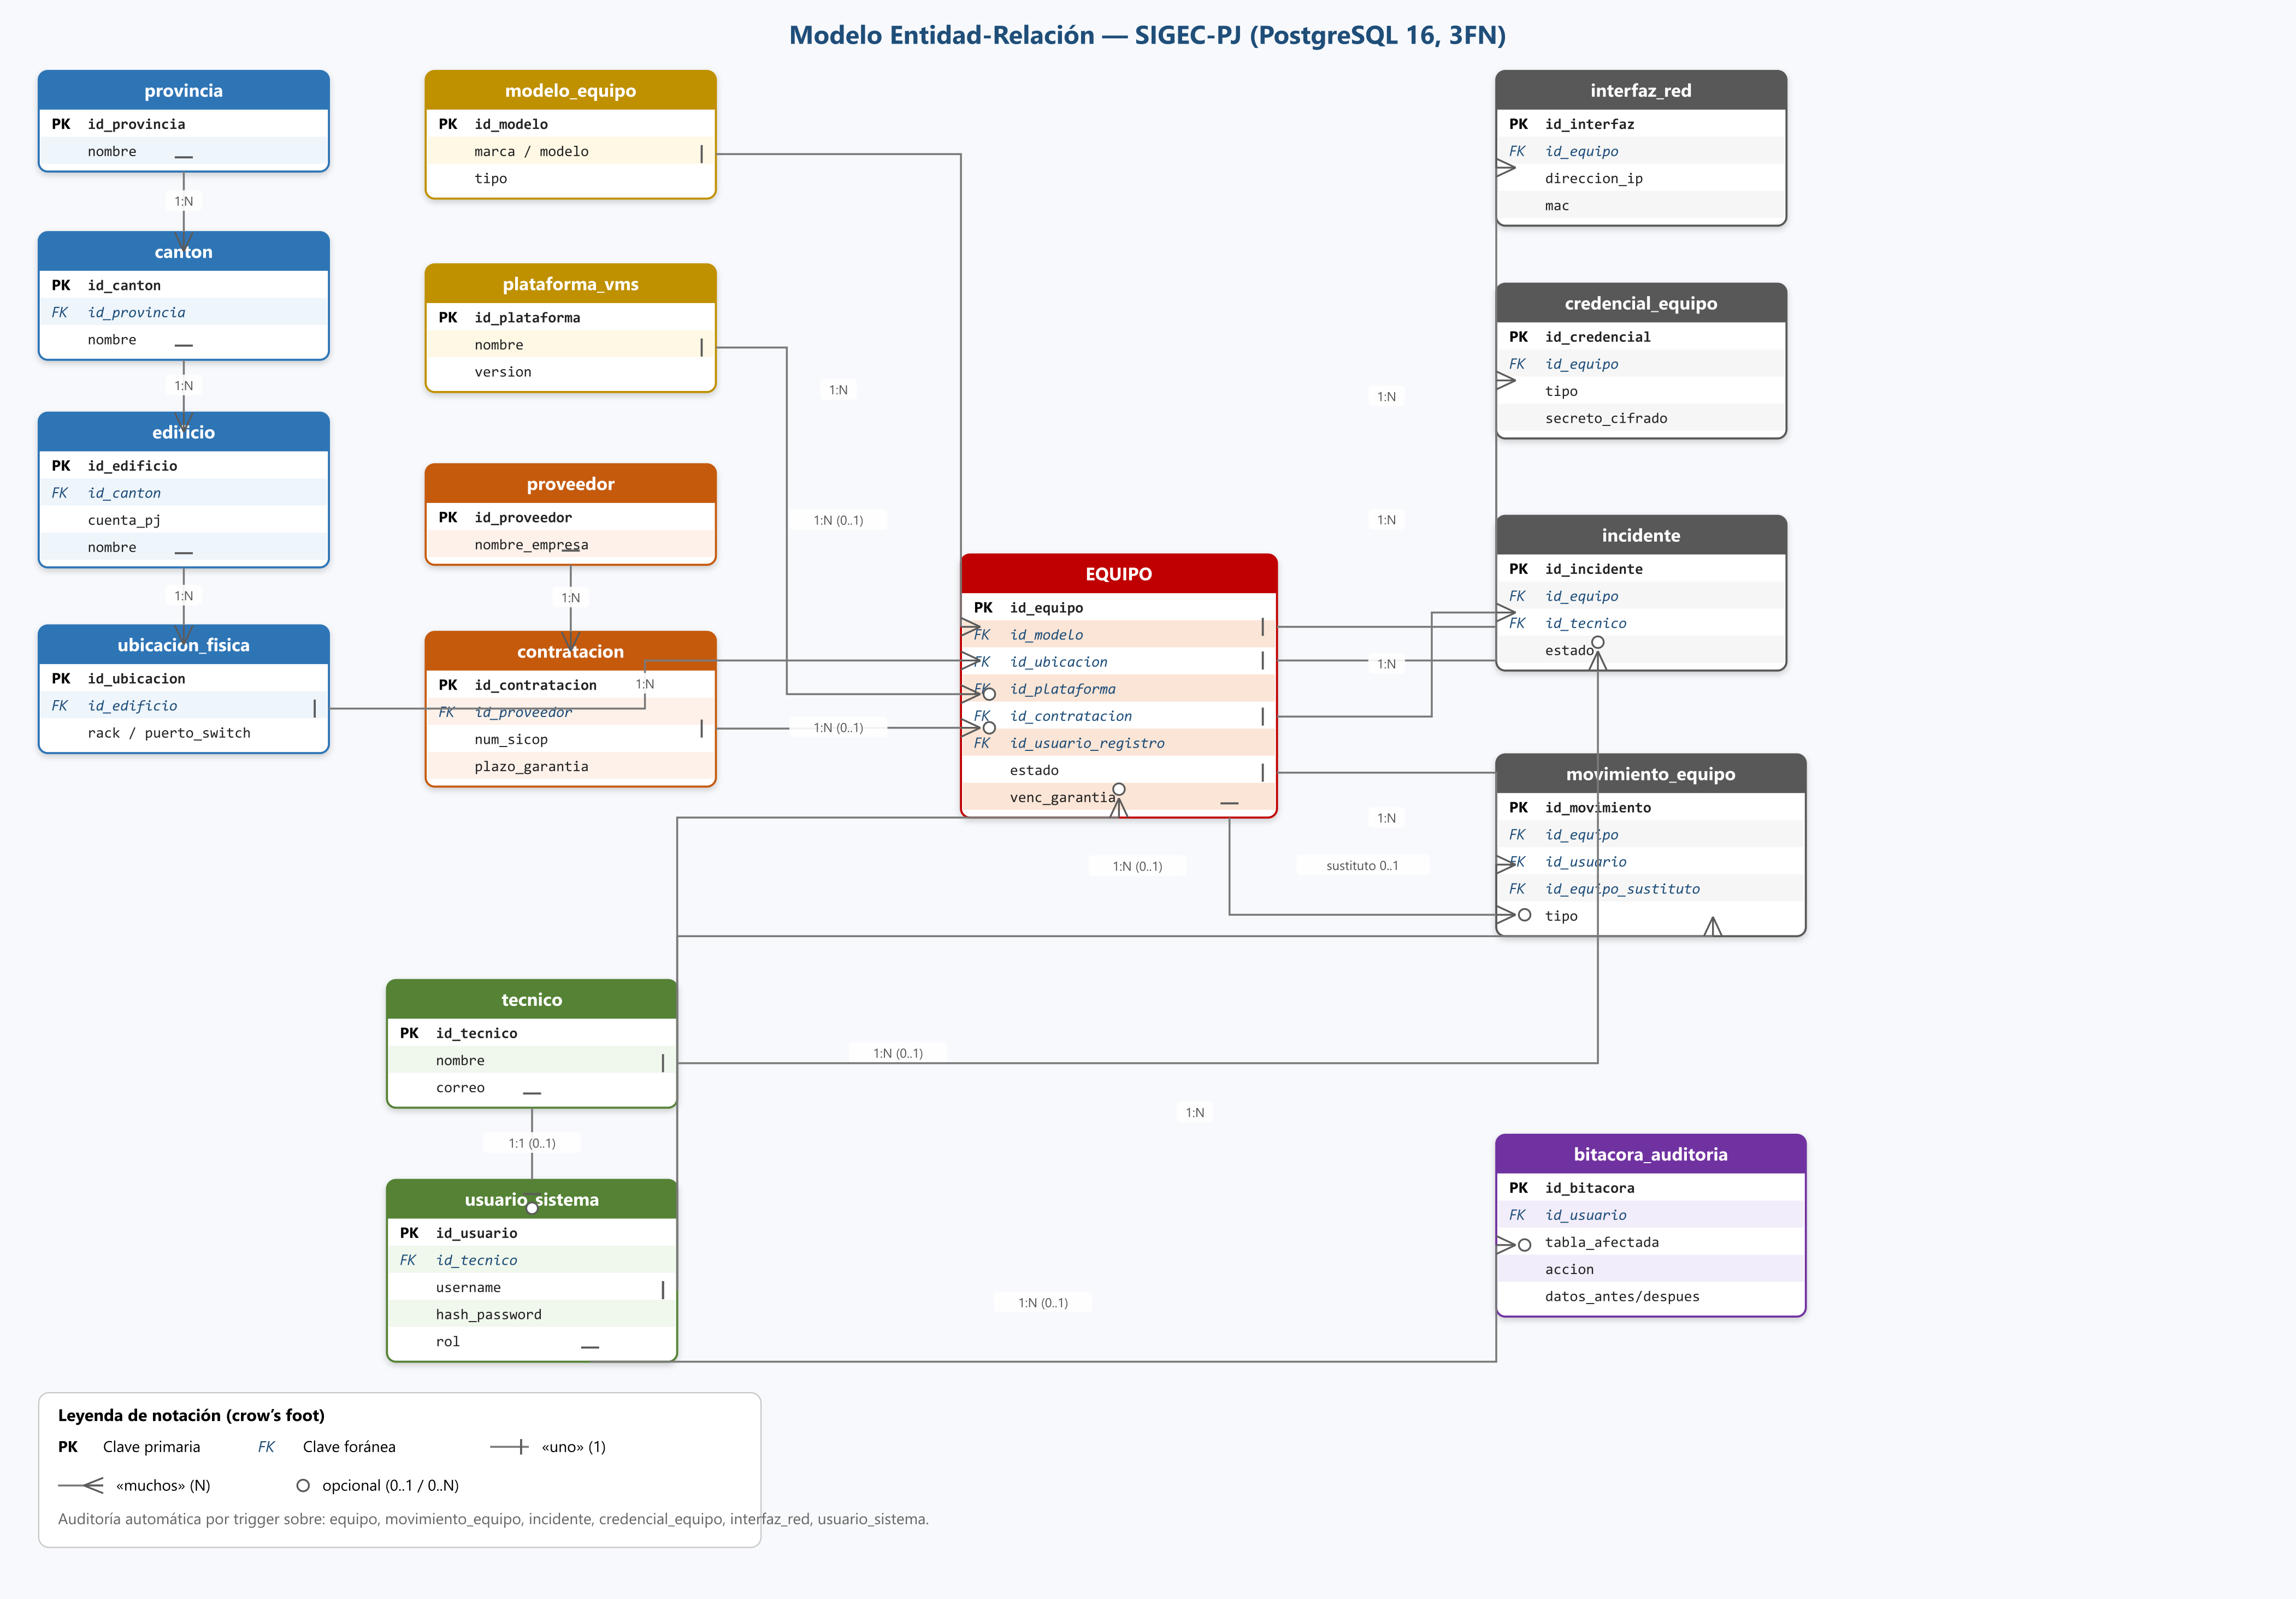 Modelo Entidad-Relación — SIGEC-PJ (PostgreSQL 16, 3FN)
provincia
PK id_provincia
nombre
1:N
canton
PK id_canton
FK id_provincia
nombre
1:N
edificio
PK id_edificio
FK id_canton
cuenta_pj
nombre
1:N
ubicacion_fisica
PK id_ubicacion
FK id_edificio
rack / puerto_switch
modelo_equipo
PK id_modelo
marca / modelo
tipo
plataforma_vms
PK id_plataforma
nombre
version
proveedor
PK id_proveedor
nombre_empresa
1:N
contratacion
PK id_contratacion
FK id_proveedor
num_sicop
plazo_garantia
1:N
1:N
1:N (0..1)
1:N (0..1)
EQUIPO
PK id_equipo
FK id_modelo
FK id_ubicacion
FK id_plataforma
FK id_contratacion
FK id_usuario_registro
estado
venc_garantia
1:N
1:N
1:N
1:N
1:N (0..1)
sustituto 0..1
interfaz_red
PK id_interfaz
FK id_equipo
direccion_ip
mac
credencial_equipo
PK id_credencial
FK id_equipo
tipo
secreto_cifrado
incidente
PK id_incidente
FK id_equipo
FK id_tecnico
estado
movimiento_equipo
PK id_movimiento
FK id_equipo
FK id_usuario
FK id_equipo_sustituto
tipo
tecnico
PK id_tecnico
nombre
correo
1:1 (0..1)
usuario_sistema
PK id_usuario
FK id_tecnico
username
hash_password
rol
1:N (0..1)
1:N
1:N (0..1)
bitacora_auditoria
PK id_bitacora
FK id_usuario
tabla_afectada
accion
datos_antes/despues
Leyenda de notación (crow’s foot)
PK Clave primaria FK Clave foránea «uno» (1)
«muchos» (N) opcional (0..1 / 0..N)
Auditoría automática por trigger sobre: equipo, movimiento_equipo, incidente, credencial_equipo, interfaz_red, usuario_sistema.